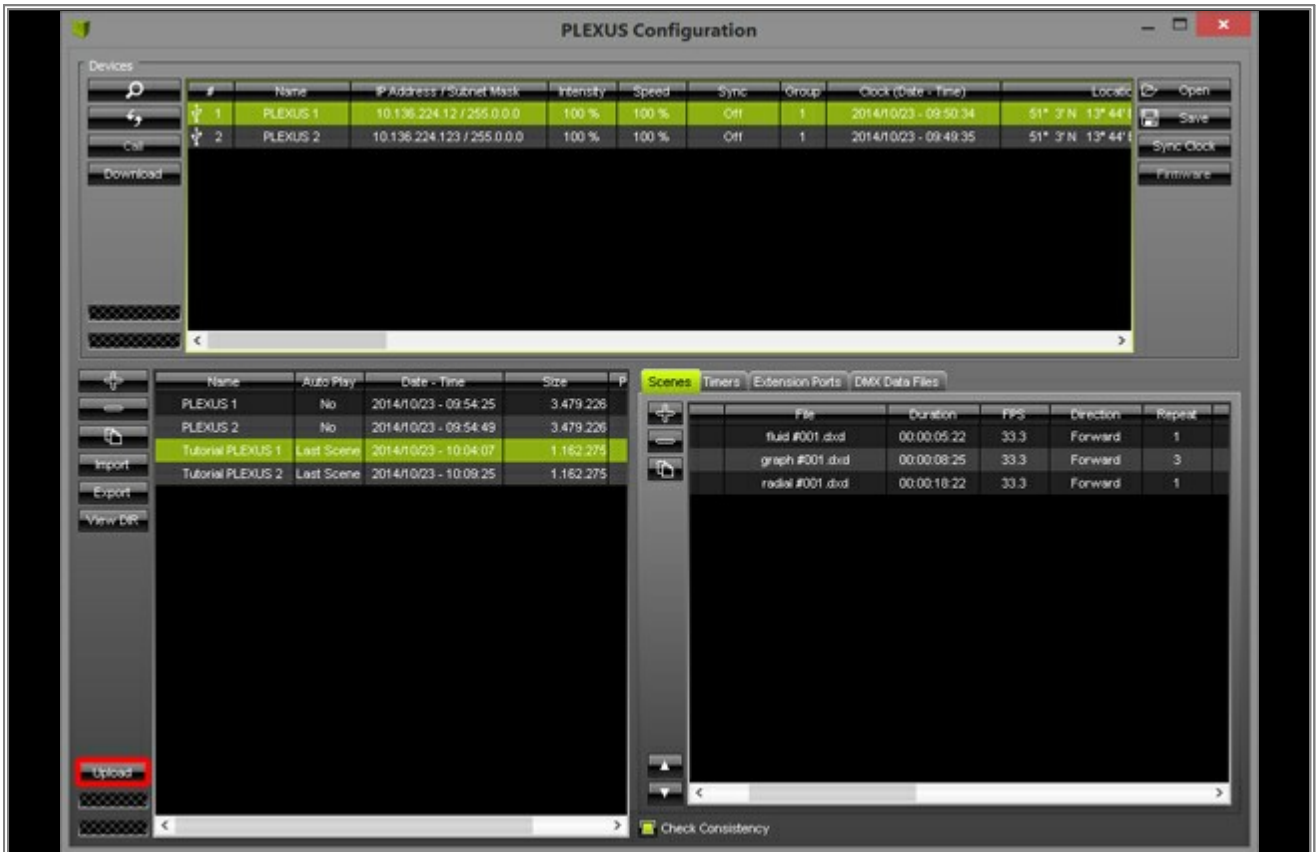 PLEXUS Configuration
Devices
# Name IP Address / Subnet Mask Intensity Speed Sync Group Clock (Date - Time) Locatic Open
1 PLEXUS 1 10.136.224.12 / 255.0.0.0 100 % 100 % Off 1 2014/10/23 - 09:50:34 51° 3' N 13° 44' Save
Call 2 PLEXUS 2 10.136.224.123 / 255.0.0.0 100 % 100 % Off 1 2014/10/23 - 09:49:35 51° 3' N 13° 44' Sync Clock
Download Firmware
Name Auto Play Date - Time Size P
PLEXUS 1 No 2014/10/23 - 09:54:25 3.479.226
PLEXUS 2 No 2014/10/23 - 09:54:49 3.479.226
Tutorial PLEXUS 1 Last Scene 2014/10/23 - 10:04:07 1.162.275
Tutorial PLEXUS 2 Last Scene 2014/10/23 - 10:09:25 1.162.275
Import
Export
View DIR
Upload
Scenes Timers Extension Ports DMX Data Files
File Duration FPS Direction Repeat
fluid #001.dxd 00:00:05:22 33.3 Forward 1
graph #001.dxd 00:00:08:25 33.3 Forward 3
radial #001.dxd 00:00:18:22 33.3 Forward 1
Check Consistency